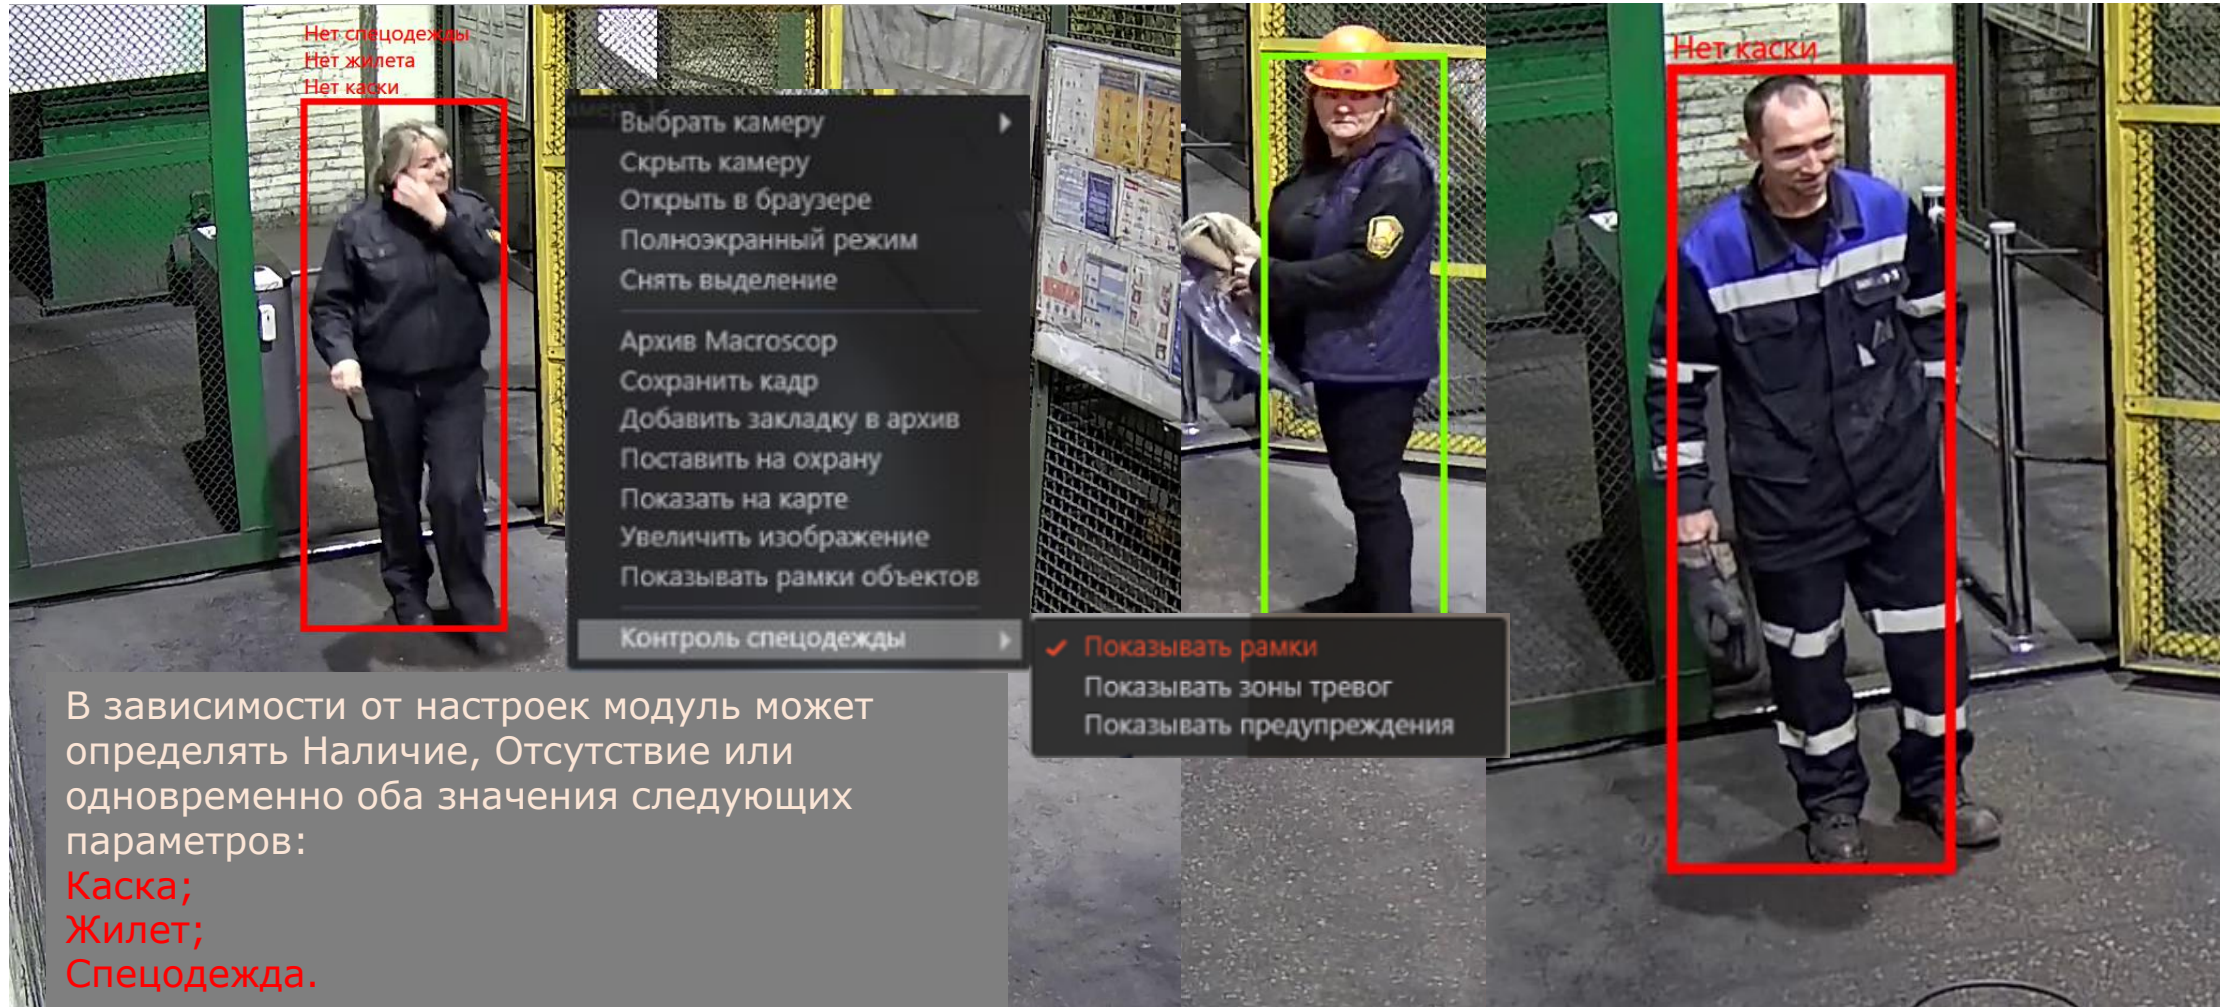 Нет спецодежды
Нет жилета
Нет каски
Выбрать камеру
Скрыть камеру
Открыть в браузере
Полноэкранный режим
Снять выделение
Архив Macroscop
Сохранить кадр
Добавить закладку в архив
Поставить на охрану
Показать на карте
Увеличить изображение
Показывать рамки объектов
Контроль спецодежды
Показывать рамки
Показывать зоны тревог
Показывать предупреждения
Нет каски
В зависимости от настроек модуль может
определять Наличие, Отсутствие или
одновременно оба значения следующих
параметров:
Каска;
Жилет;
Спецодежда.